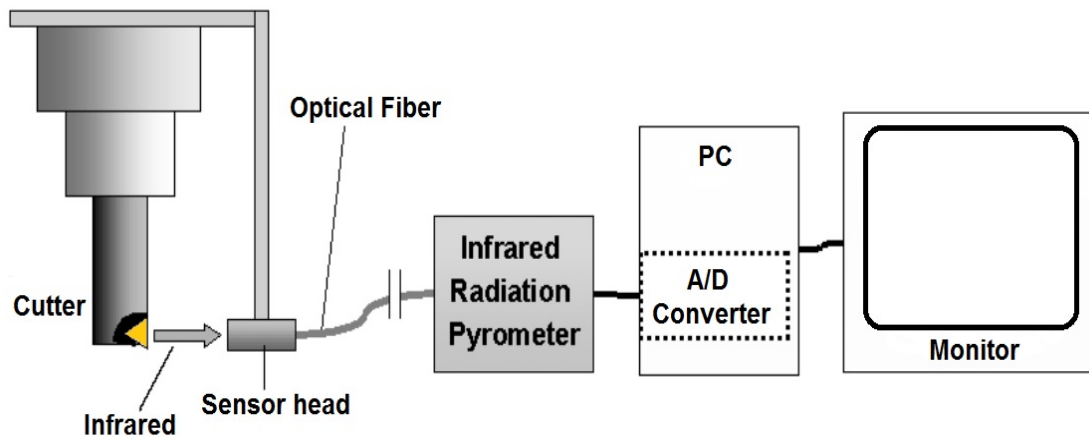 Optical Fiber
PC
Infrared
Radiation
Pyrometer
A/D
Converter
Cutter
Monitor
Sensor head
Infrared